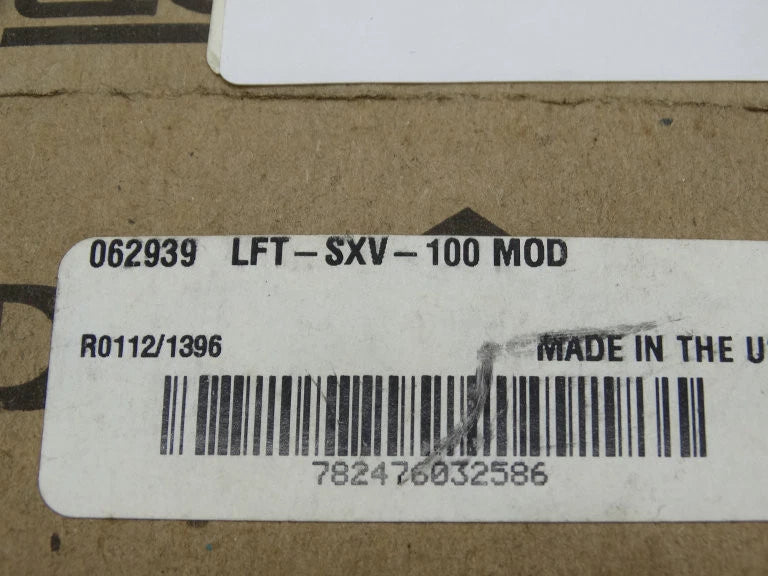 062939 LFT-SXV-100 MOD
R0112/1396 MADE IN THE U
782476032586